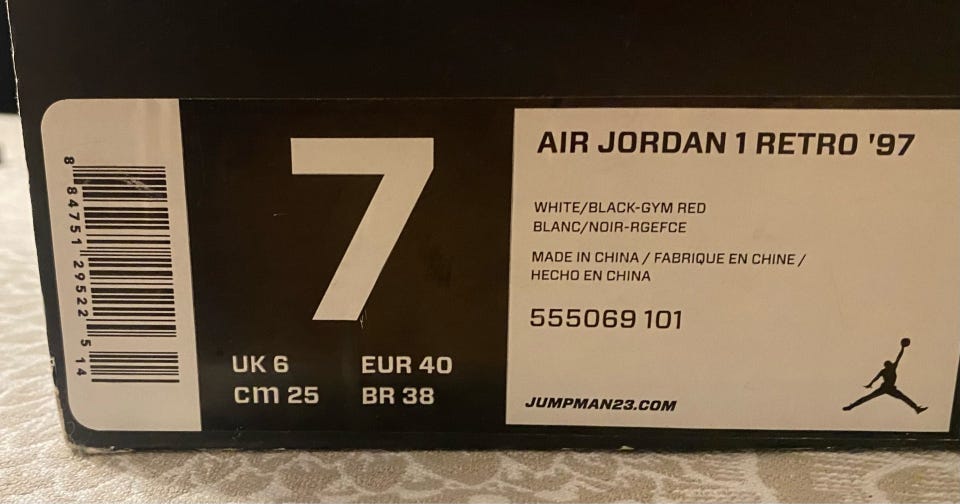 8 84751 29522 5 14
7
UK 6 EUR 40
cm 25 BR 38
AIR JORDAN 1 RETRO '97
WHITE/BLACK-GYM RED
BLANC/NOIR-RGEFCE
MADE IN CHINA / FABRIQUE EN CHINE /
HECHO EN CHINA
555069 101
JUMPMAN23.COM